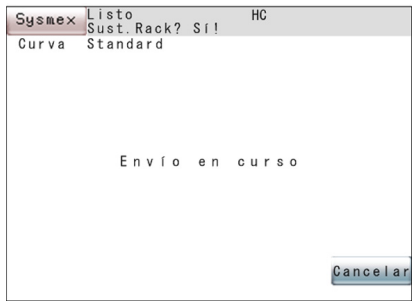 Sysmex Listo HC
Sust.Rack? Sí!
Curva Standard
Envío en curso
Cancelar